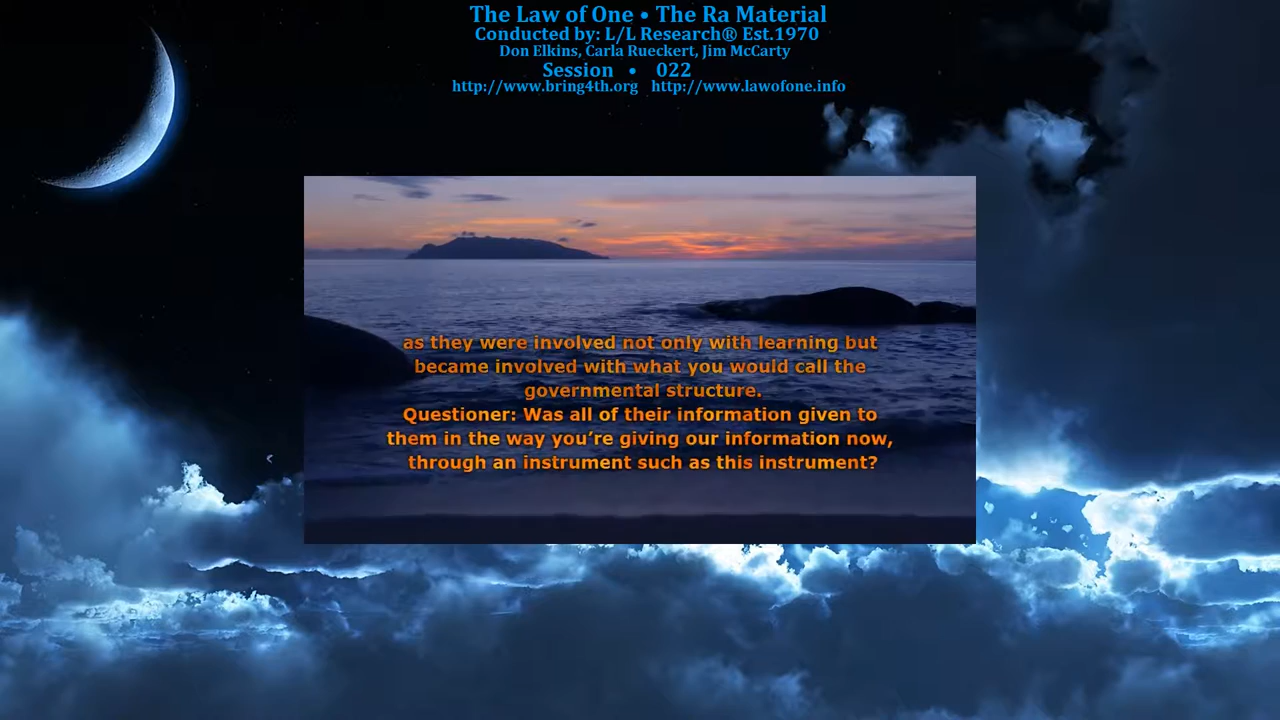 The Law of One • The Ra Material
Conducted by: L/L Research® Est.1970
Don Elkins, Carla Rueckert, Jim McCarty
Session • 022
http://www.bring4th.org http://www.lawofone.info
as they were involved not only with learning but
became involved with what you would call the
governmental structure.
Questioner: Was all of their information given to
them in the way you’re giving our information now,
through an instrument such as this instrument?